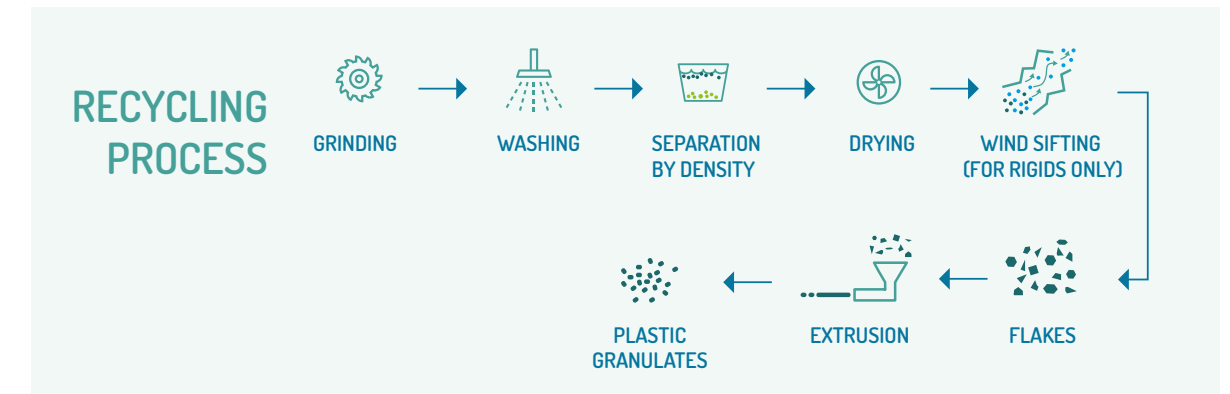 RECYCLING
PROCESS
GRINDING
WASHING
SEPARATION
BY DENSITY
DRYING
WIND SIFTING
(FOR RIGIDS ONLY)
PLASTIC
GRANULATES
EXTRUSION
FLAKES